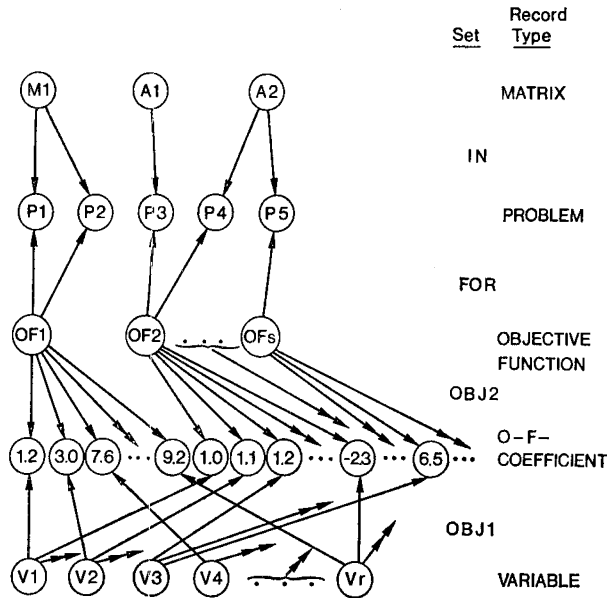 Record
Set Type
M1 A1 A2 MATRIX
IN
P1 P2 P3 P4 P5 PROBLEM
FOR
OF1 OF2 . . . OFs OBJECTIVE
FUNCTION
OBJ2
1.2 3.0 7.6 ... 9.2 1.0 1.1 1.2 ... -2.3 ... 6.5 ... O-F-
COEFFICIENT
OBJ1
V1 V2 V3 V4 . . . Vr VARIABLE